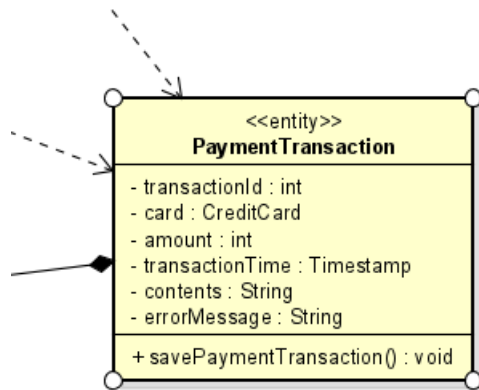 <<entity>>
PaymentTransaction
- transactionId : int
- card : CreditCard
- amount : int
- transactionTime : Timestamp
- contents : String
- errorMessage : String
+ savePaymentTransaction() : void